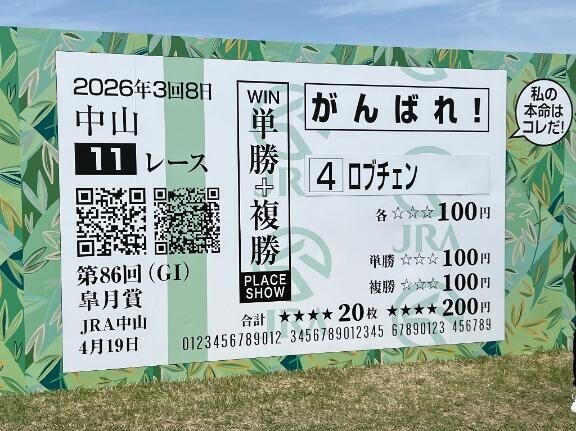 2026年3回8日
中山
11 レース
第86回(GI)
皐月賞
JRA中山
4月19日
WIN
単勝+複勝
PLACE
SHOW
がんばれ!
4 ロブチェン
各☆☆☆100円
JRA
単勝☆☆☆100円
複勝☆☆☆100円
合計 ★★★★20枚 ★★★★200円
0123456789012 3456789012345 67890123 456789
私の
本命は
コレだ!